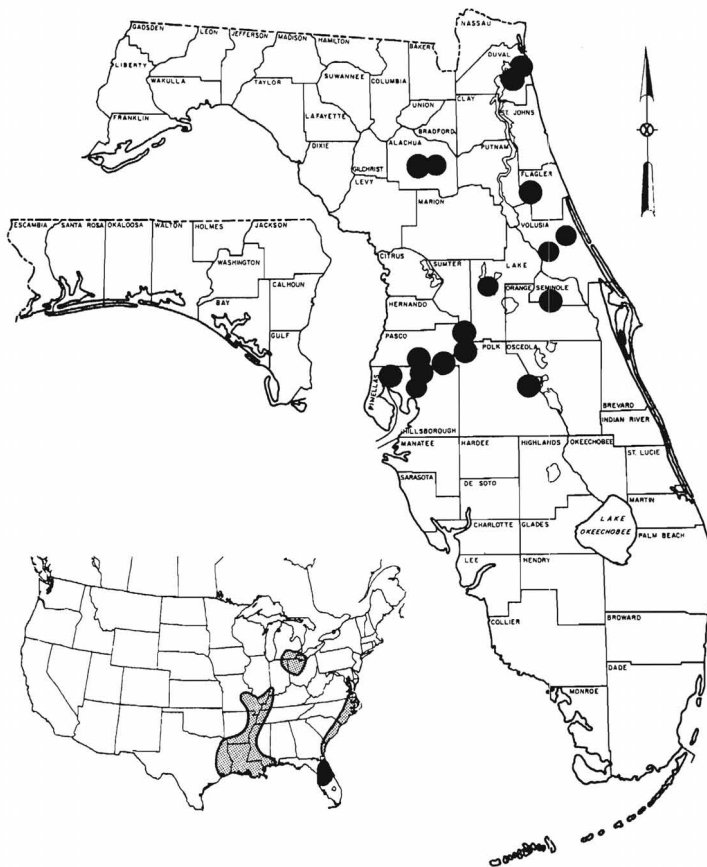 NASSAU
GADSDEN
LEON
JEFFERSON
MADISON
HAMILTON
BAKER
DUVAL
LIBERTY
WAKULLA
TAYLOR
SUWANNEE
COLUMBIA
UNION
CLAY
ST. JOHNS
FRANKLIN
LAFAYETTE
BRADFORD
DIXIE
GILCHRIST
ALACHUA
PUTNAM
LEVY
FLAGLER
MARION
VOLUSIA
ESCAMBIA
SANTA ROSA
OKALOOSA
WALTON
HOLMES
JACKSON
WASHINGTON
CALHOUN
BAY
GULF
CITRUS
SUMTER
LAKE
ORANGE
SEMINOLE
HERNANDO
PASCO
POLK
OSCEOLA
PINELLAS
HILLSBOROUGH
BREVARD
INDIAN RIVER
MANATEE
HARDEE
HIGHLANDS
OKEECHOBEE
ST. LUCIE
SARASOTA
DE SOTO
MARTIN
CHARLOTTE
GLADES
LAKE
OKEECHOBEE
PALM BEACH
LEE
HENDRY
COLLIER
BROWARD
DADE
MONROE